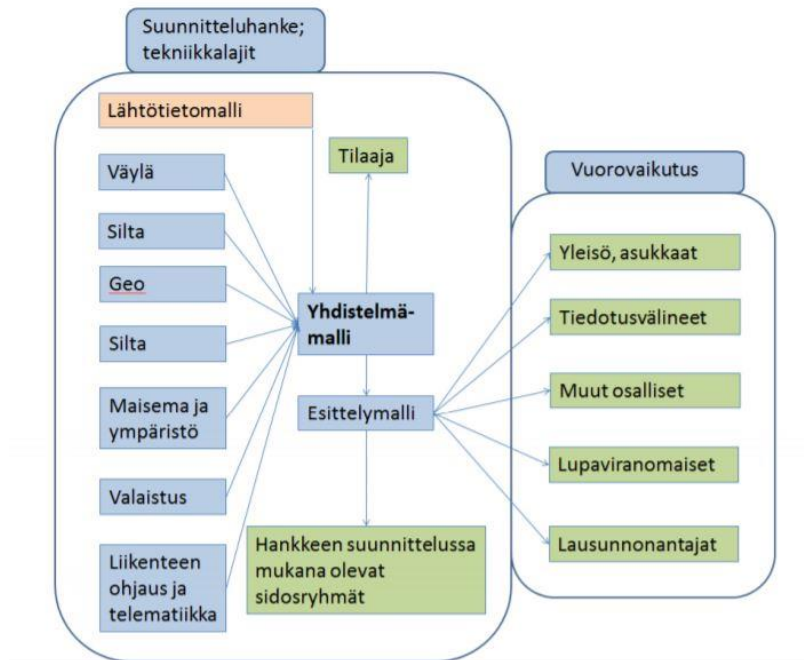 Suunnitteluhanke;
tekniikkalajit
Lähtötietomalli
Tilaaja
Väylä
Silta
Geo
Silta
Maisema ja
ympäristö
Valaistus
Liikenteen
ohjaus ja
telematiikka
Yhdistelmä-
malli
Esittelymalli
Hankkeen suunnittelussa
mukana olevat
sidosryhmät
Vuorovaikutus
Yleisö, asukkaat
Tiedotusvälineet
Muut osalliset
Lupaviranomaiset
Lausunnonantajat